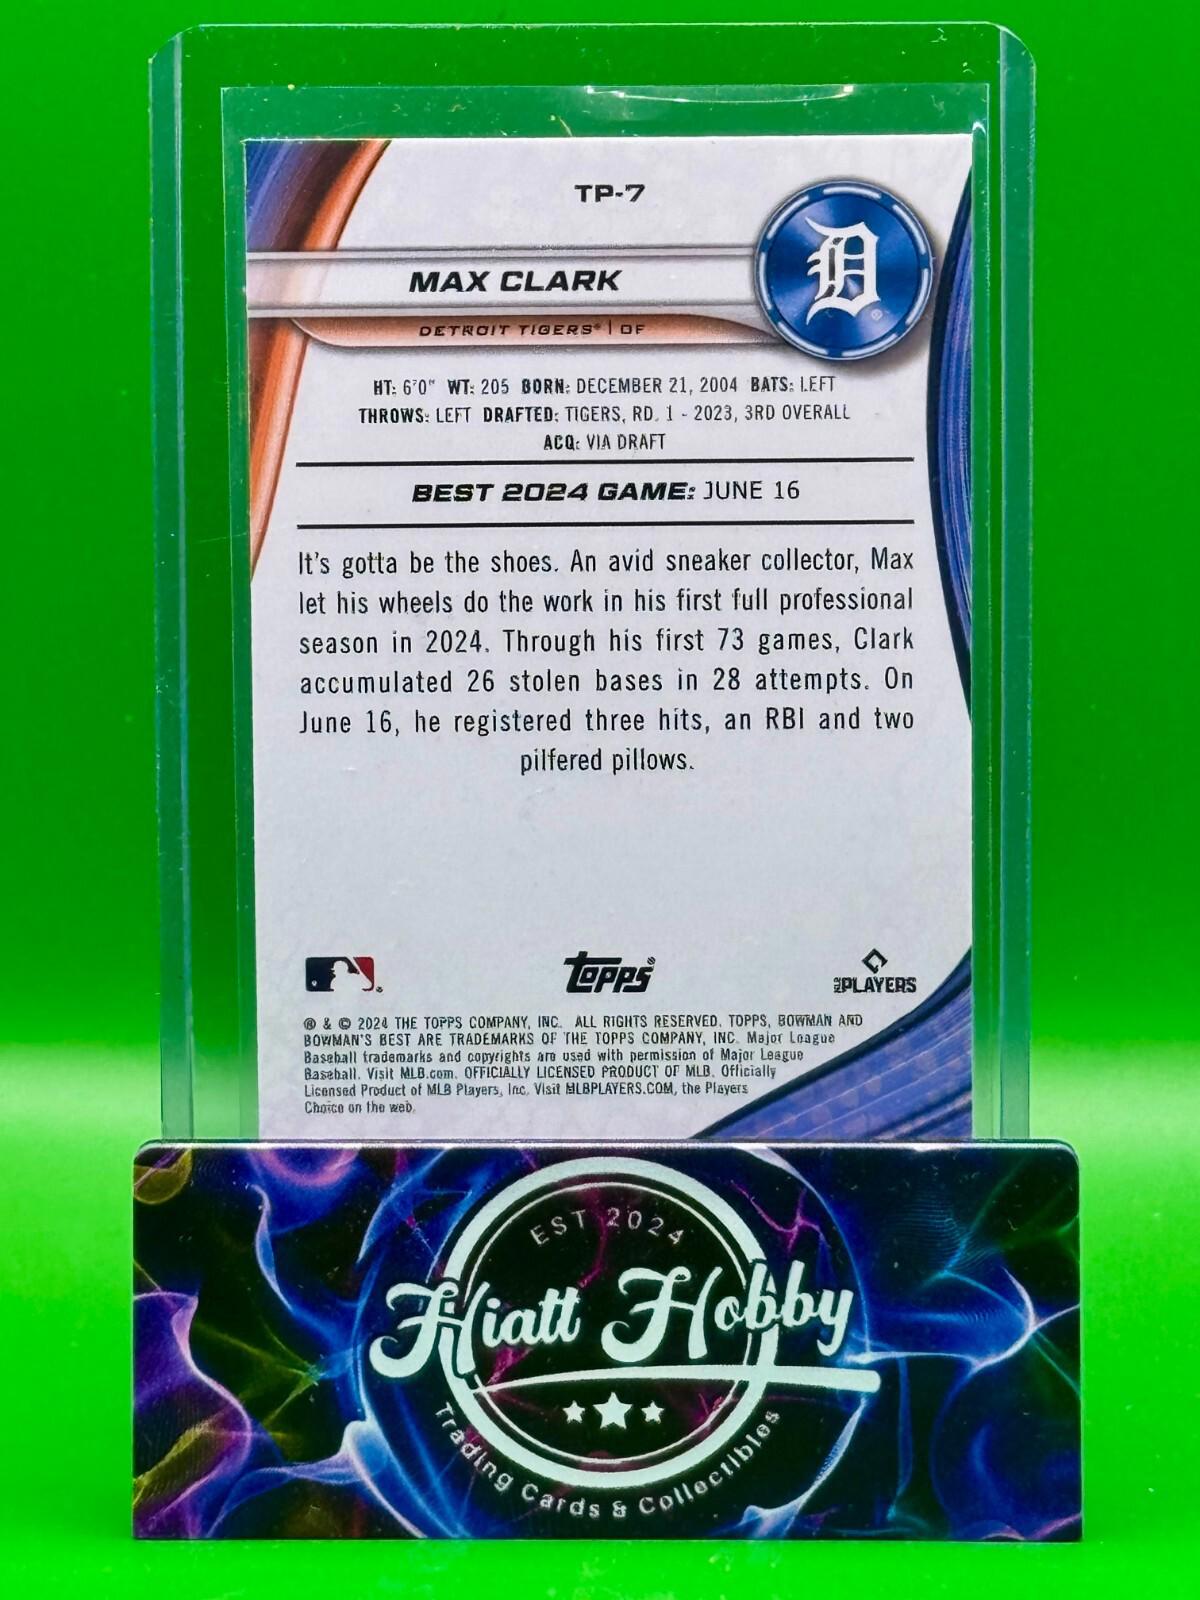 TP-7
MAX CLARK
DETROIT TIGERS® | OF
HT: 6'0" WT: 205 BORN: DECEMBER 21, 2004 BATS: LEFT
THROWS: LEFT DRAFTED: TIGERS, RD. 1 - 2023, 3RD OVERALL
ACQ: VIA DRAFT
BEST 2024 GAME: JUNE 16
It's gotta be the shoes. An avid sneaker collector, Max
let his wheels do the work in his first full professional
season in 2024. Through his first 73 games, Clark
accumulated 26 stolen bases in 28 attempts. On
June 16, he registered three hits, an RBI and two
pilfered pillows.
Topps®
MLB PLAYERS
® & © 2024 THE TOPPS COMPANY, INC. ALL RIGHTS RESERVED. TOPPS, BOWMAN AND
BOWMAN'S BEST ARE TRADEMARKS OF THE TOPPS COMPANY, INC. Major League
Baseball trademarks and copyrights are used with permission of Major League
Baseball. Visit MLB.com. OFFICIALLY LICENSED PRODUCT OF MLB. Officially
Licensed Product of MLB Players, Inc. Visit MLBPLAYERS.COM, the Players
Choice on the web.
EST 2024
Hiatt Hobby
Trading Cards & Collectibles